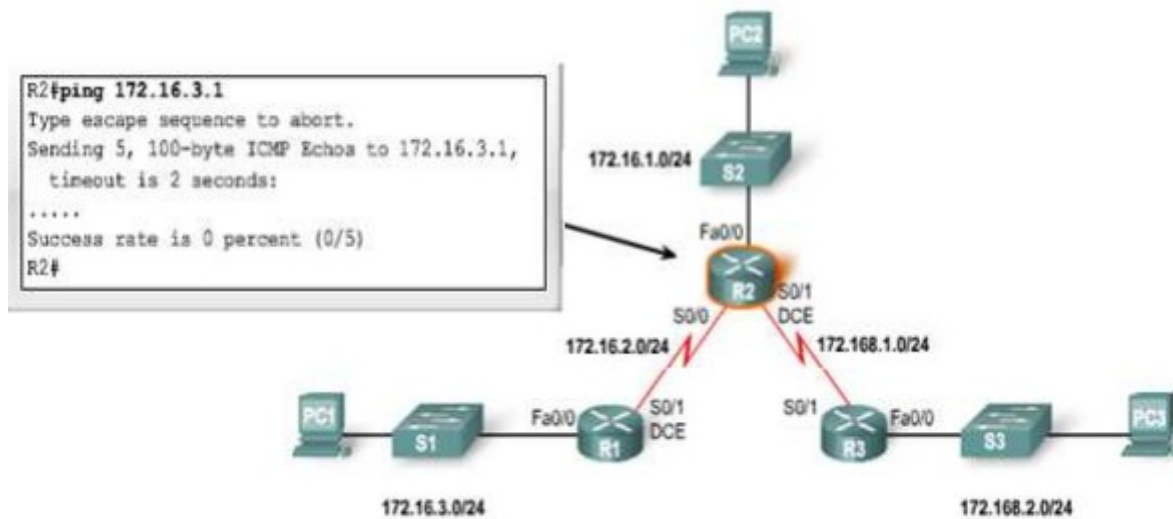 R2#ping 172.16.3.1
Type escape sequence to abort.
Sending 5, 100-byte ICMP Echos to 172.16.3.1,
timeout is 2 seconds:
.....
Success rate is 0 percent (0/5)
R2#
PC2
172.16.1.0/24
S2
Fa0/0
R2
S0/1
DCE
S0/0
172.16.2.0/24
172.168.1.0/24
PC1
S1
Fa0/0
R1
S0/1
DCE
S0/1
R3
Fa0/0
S3
PC3
172.16.3.0/24
172.168.2.0/24